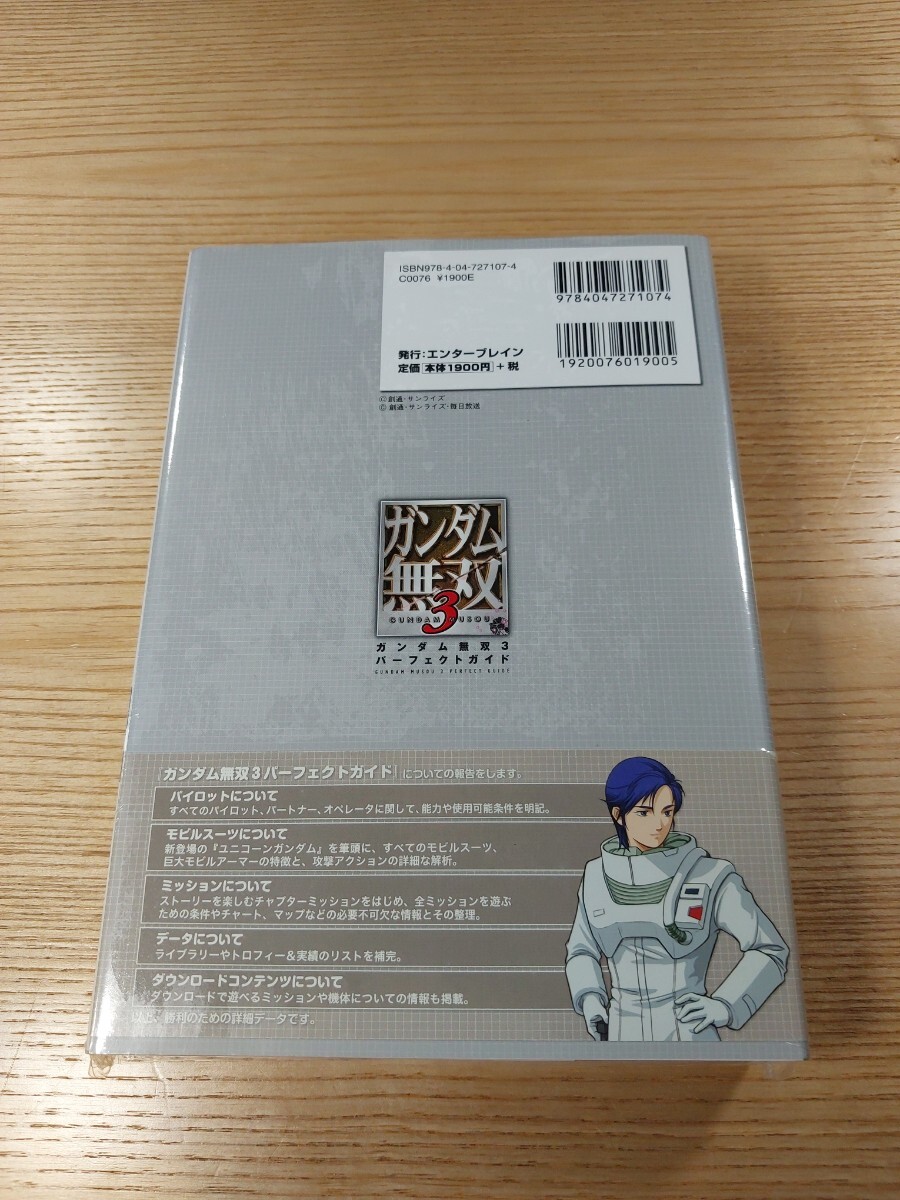 ISBN978-4-04-727107-4
C0076 ¥1900E
9784047271074
発行：エンターブレイン
定価[本体1900円]+税
1920076019005
©創通・サンライズ
©創通・サンライズ・毎日放送
ガンダム
無双
3
GUNDAM MUSOU
ガンダム無双3
パーフェクトガイド
GUNDAM MUSOU 3 PERFECT GUIDE
『ガンダム無双3パーフェクトガイド』についての報告をします。
パイロットについて
すべてのパイロット、パートナー、オペレータに関して、能力や使用可能条件を明記。
モビルスーツについて
新登場の『ユニコーンガンダム』を筆頭に、すべてのモビルスーツ、
巨大モビルアーマーの特徴と、攻撃アクションの詳細な解析。
ミッションについて
ストーリーを楽しむチャプターミッションをはじめ、全ミッションを遊ぶ
ための条件やチャート、マップなどの必要不可欠な情報とその整理。
データについて
ライブラリーやトロフィー&実績のリストを補完。
ダウンロードコンテンツについて
ダウンロードで遊べるミッションや機体についての情報も掲載。
以上、勝利のための詳細データです。